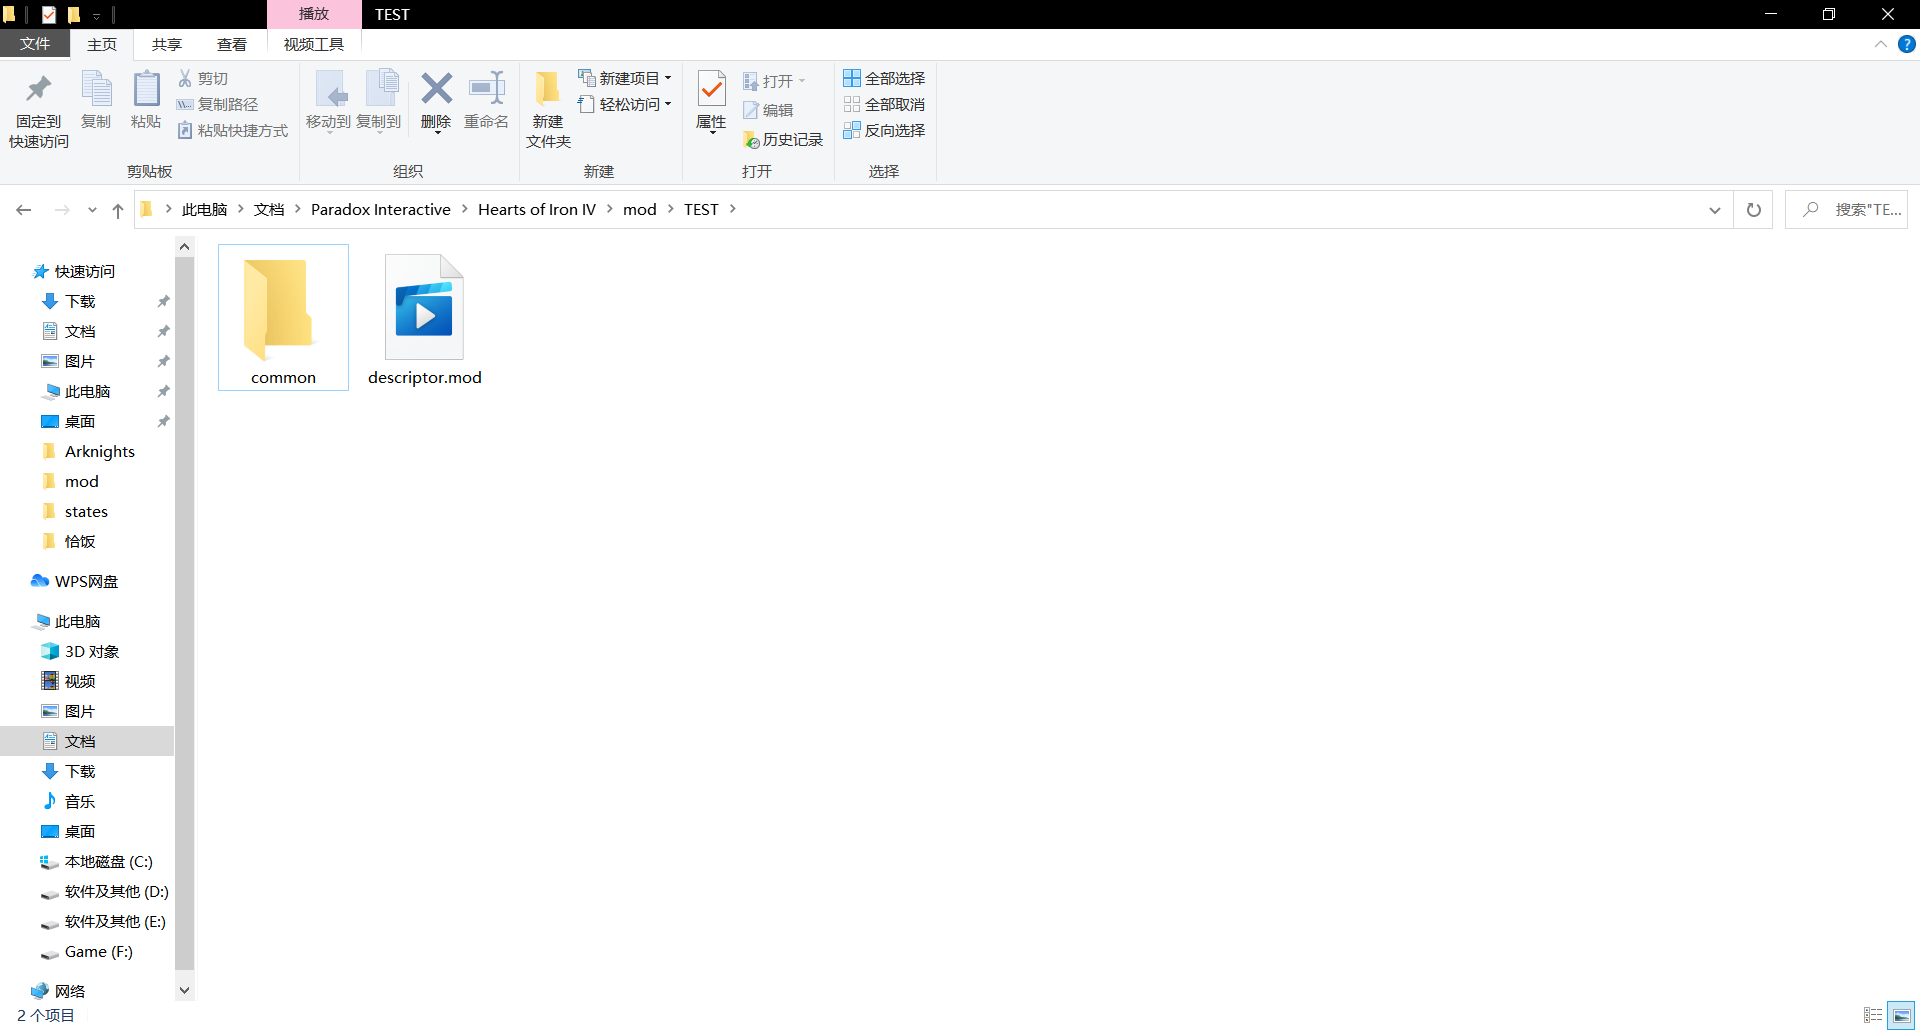 播放
TEST
文件
主页
共享
查看
视频工具
固定到
快速访问
复制
粘贴
剪切
复制路径
粘贴快捷方式
剪贴板
移动到
复制到
删除
重命名
组织
新建
文件夹
新建项目
轻松访问
新建
属性
打开
编辑
历史记录
打开
全部选择
全部取消
反向选择
选择
此电脑 文档 Paradox Interactive Hearts of Iron IV mod TEST
搜索"TE...
快速访问
下载
文档
图片
此电脑
桌面
Arknights
mod
states
恰饭
WPS网盘
此电脑
3D 对象
视频
图片
文档
下载
音乐
桌面
本地磁盘 (C:)
软件及其他 (D:)
软件及其他 (E:)
Game (F:)
网络
common
descriptor.mod
2 个项目